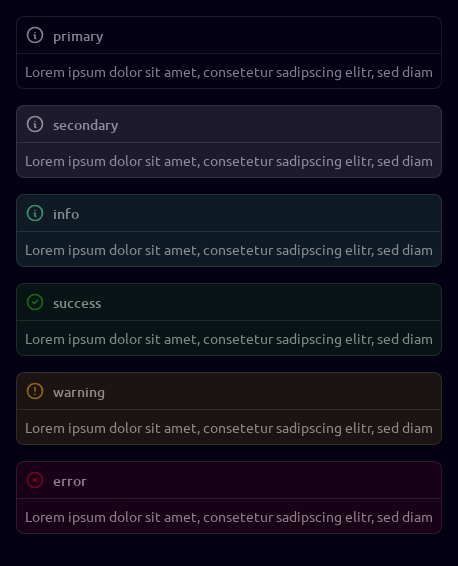 primary
Lorem ipsum dolor sit amet, consetetur sadipscing elitr, sed diam
secondary
Lorem ipsum dolor sit amet, consetetur sadipscing elitr, sed diam
info
Lorem ipsum dolor sit amet, consetetur sadipscing elitr, sed diam
success
Lorem ipsum dolor sit amet, consetetur sadipscing elitr, sed diam
warning
Lorem ipsum dolor sit amet, consetetur sadipscing elitr, sed diam
error
Lorem ipsum dolor sit amet, consetetur sadipscing elitr, sed diam